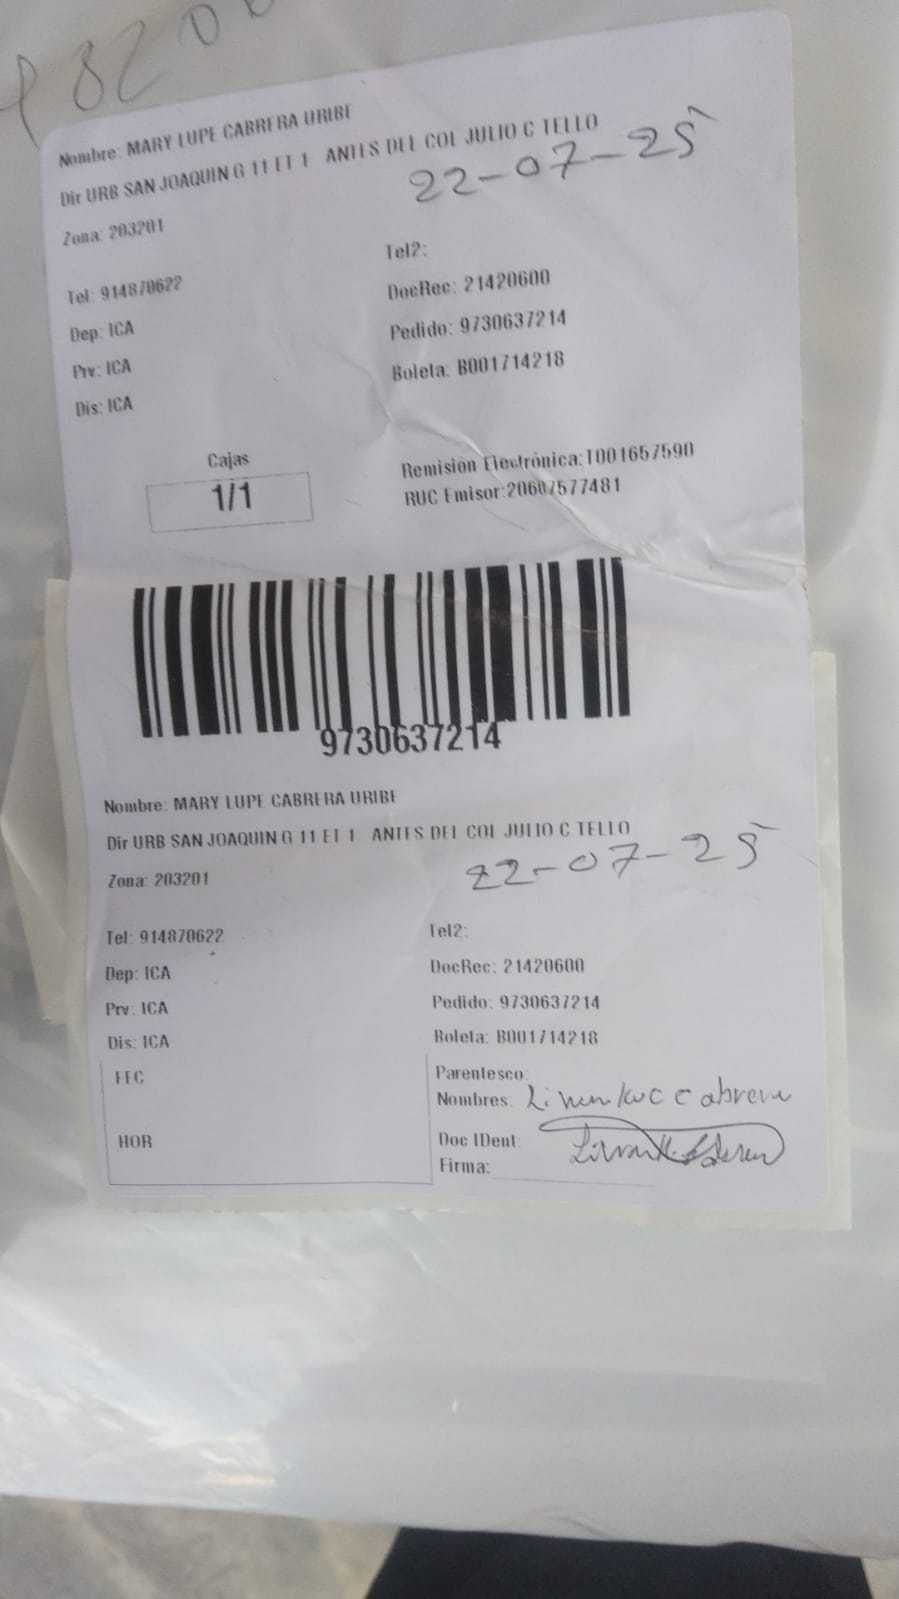 Nombre: MARY LUPE CABRERA URIBE
Dir URB SAN JOAQUIN G 11 ET 1 ANTES DEL COL JULIO C TELLO
22-07-25
Zona: 203201
Tel2:
Tel: 914870622
DocRec: 21420600
Dep: ICA
Pedido: 9730637214
Prv: ICA
Boleta: B001714218
Dis: ICA
Cajas
1/1
Remisión Electrónica:T001657590
RUC Emisor:20607577481
9730637214
Nombre: MARY LUPE CABRERA URIBE
Dir URB SAN JOAQUIN G 11 ET 1 ANTES DEL COL JULIO C TELLO
22-07-25
Zona: 203201
Tel: 914870622
Tel2:
Dep: ICA
DocRec: 21420600
Prv: ICA
Pedido: 9730637214
Dis: ICA
Boleta: B001714218
FEC
Parentesco:
Nombres:
HOR
Doc IDent:
Firma: